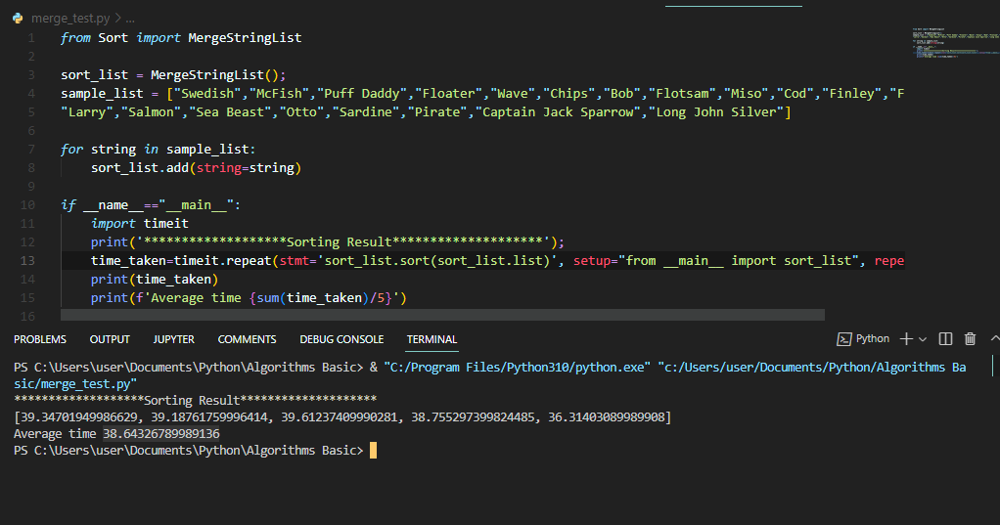 merge_test.py > ...
1 from Sort import MergeStringList
2
3 sort_list = MergeStringList();
4 sample_list = ["Swedish","McFish","Puff Daddy","Floater","Wave","Chips","Bob","Flotsam","Miso","Cod","Finley","F
5 "Larry","Salmon","Sea Beast","Otto","Sardine","Pirate","Captain Jack Sparrow","Long John Silver"]
6
7 for string in sample_list:
8 sort_list.add(string=string)
9
10 if __name__=="__main__":
11 import timeit
12 print('*******************Sorting Result********************');
13 time_taken=timeit.repeat(stmt='sort_list.sort(sort_list.list)', setup="from __main__ import sort_list", repe
14 print(time_taken)
15 print(f'Average time {sum(time_taken)/5}')
16
PROBLEMS OUTPUT JUPYTER COMMENTS DEBUG CONSOLE TERMINAL Python
PS C:\Users\user\Documents\Python\Algorithms Basic> & "C:/Program Files/Python310/python.exe" "c:/Users/user/Documents/Python/Algorithms Ba
sic/merge_test.py"
*******************Sorting Result********************
[39.34701949986629, 39.18761759996414, 39.61237409990281, 38.755297399824485, 36.31403089989908]
Average time 38.64326789989136
PS C:\Users\user\Documents\Python\Algorithms Basic>